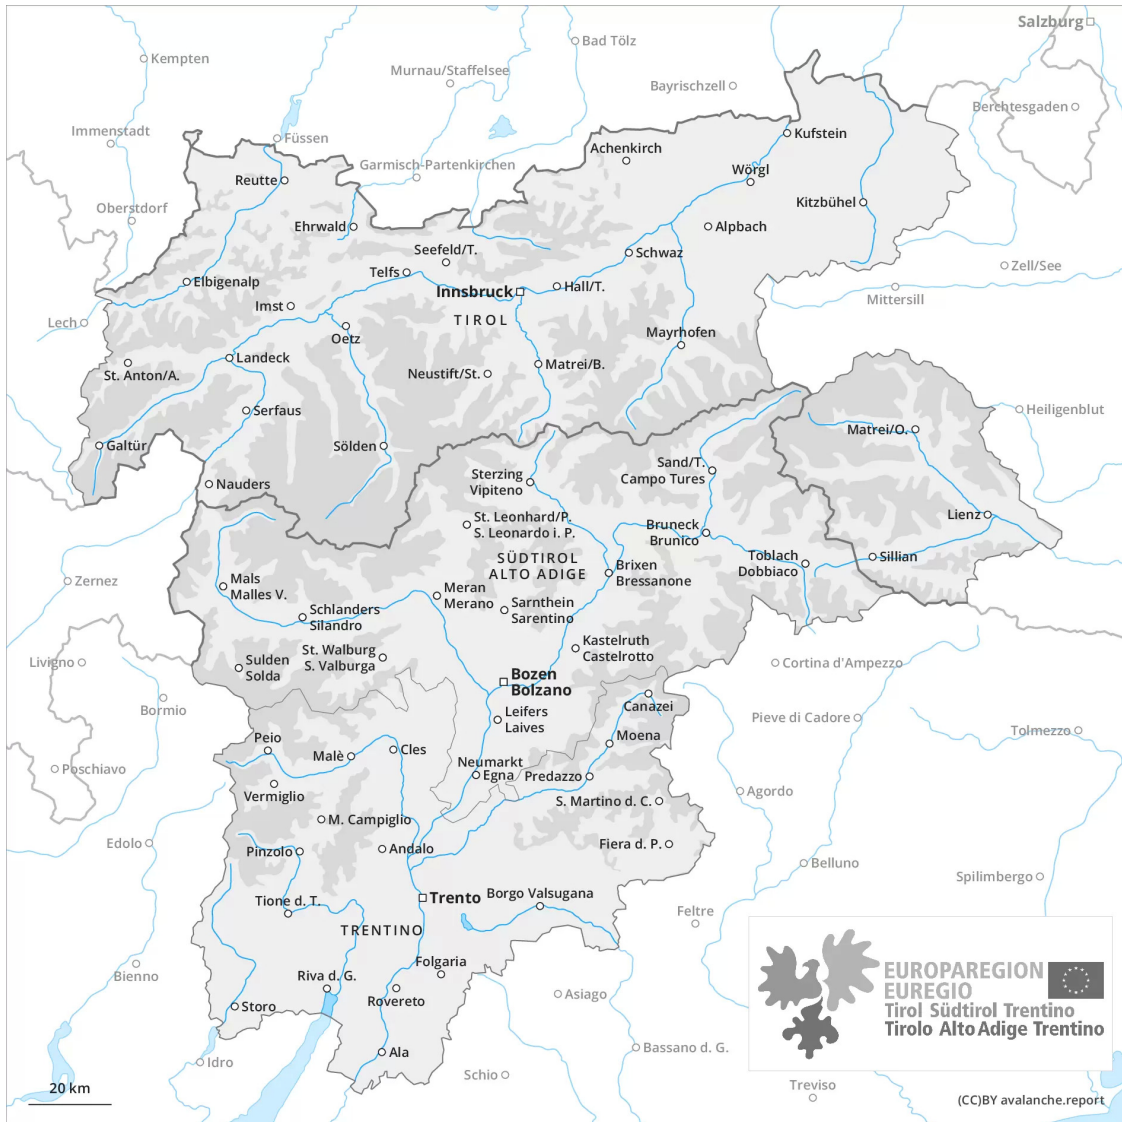 Salzburg
Bad Tölz
Kempten
Murnau/Staffelsee
Bayrischzell
Berchtesgaden
Immenstadt
Füssen
Kufstein
Achenkirch
Garmisch-Partenkirchen
Wörgl
Reutte
Oberstdorf
Kitzbühel
Ehrwald
Alpbach
Seefeld/T.
Schwaz
Telfs
Zell/See
Elbigenalp
Innsbruck
Hall/T.
Mittersill
Imst
TIROL
Lech
Oetz
Mayrhofen
Landeck
Matrei/B.
St. Anton/A.
Neustift/St.
Serfaus
Heiligenblut
Matrei/O.
Galtür
Sölden
Sand/T.
Campo Tures
Sterzing
Vipiteno
Nauders
St. Leonhard/P.
S. Leonardo i. P.
Lienz
Bruneck
Brunico
SÜDTIROL
ALTO ADIGE
Toblach
Dobbiaco
Sillian
Brixen
Bressanone
Zernez
Mals
Malles V.
Meran
Merano
Sarnthein
Sarentino
Schlanders
Silandro
Kastelruth
Castelrotto
St. Walburg
S. Valburga
Livigno
Sulden
Solda
Cortina d'Ampezzo
Bozen
Bolzano
Bormio
Canazei
Leifers
Laives
Pieve di Cadore
Tolmezzo
Moena
Peio
Cles
Malè
Neumarkt
Egna
Predazzo
Poschiavo
Vermiglio
Agordo
S. Martino d. C.
M. Campiglio
Edolo
Fiera d. P.
Pinzolo
Andalo
Belluno
Spilimbergo
Trento
Borgo Valsugana
Tione d. T.
Feltre
TRENTINO
Folgaria
Bienno
Riva d. G.
EUROPAREGION
EUREGIO
Tirol Südtirol Trentino
Tirolo Alto Adige Trentino
Asiago
Rovereto
Storo
Ala
Bassano d. G.
Idro
Schio
20 km
Treviso
(CC)BY avalanche.report